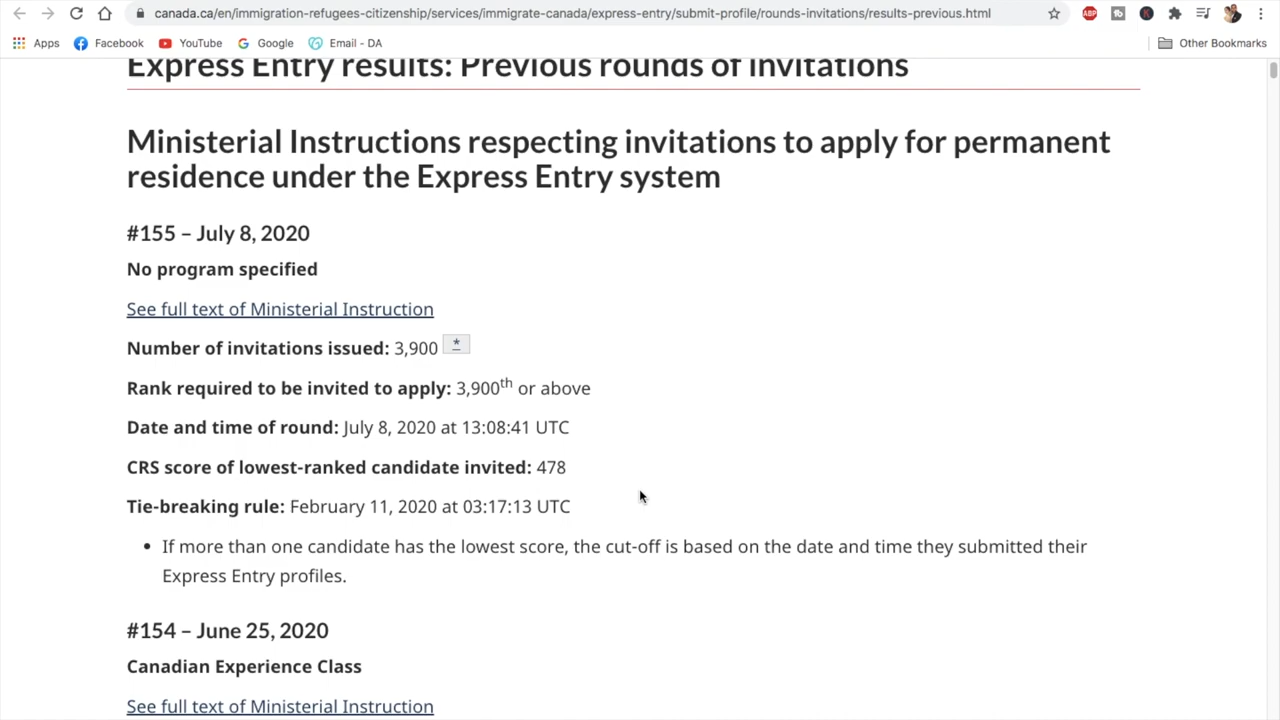 canada.ca/en/immigration-refugees-citizenship/services/immigrate-canada/express-entry/submit-profile/rounds-invitations/results-previous.html
ABP
K
Apps Facebook YouTube Google Email - DA Other Bookmarks
Express Entry results: Previous rounds of invitations
Ministerial Instructions respecting invitations to apply for permanent
residence under the Express Entry system
#155 – July 8, 2020
No program specified
See full text of Ministerial Instruction
Number of invitations issued: 3,900 *
Rank required to be invited to apply: 3,900th or above
Date and time of round: July 8, 2020 at 13:08:41 UTC
CRS score of lowest-ranked candidate invited: 478
Tie-breaking rule: February 11, 2020 at 03:17:13 UTC
• If more than one candidate has the lowest score, the cut-off is based on the date and time they submitted their
Express Entry profiles.
#154 – June 25, 2020
Canadian Experience Class
See full text of Ministerial Instruction